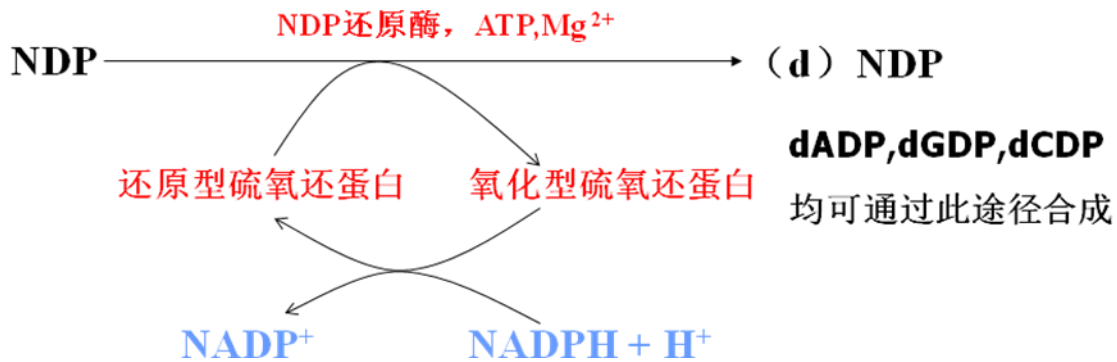 NDP还原酶，ATP,Mg²⁺
NDP
（d）NDP
dADP,dGDP,dCDP
还原型硫氧还蛋白
氧化型硫氧还蛋白
均可通过此途径合成
NADP⁺
NADPH + H⁺